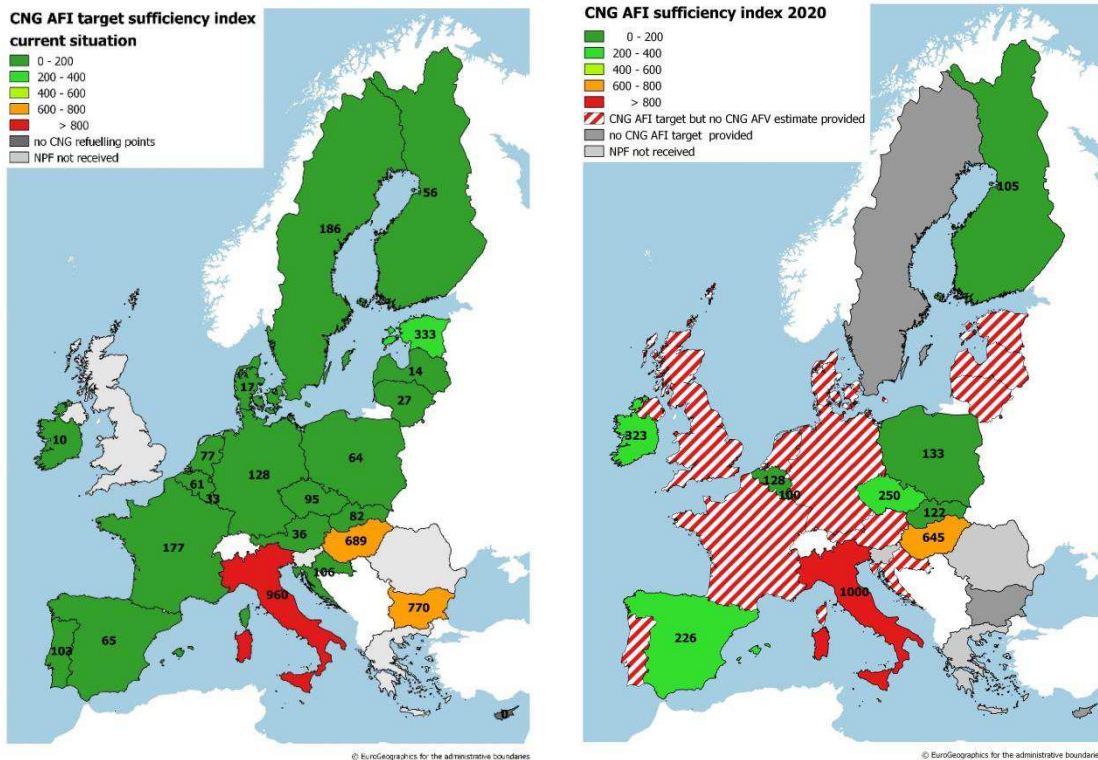 CNG AFI target sufficiency index
current situation
0 - 200
200 - 400
400 - 600
600 - 800
> 800
no CNG refuelling points
NPF not received
56
186
333
14
17
27
10
77
64
128
61
33
95
82
36
689
177
106
960
770
65
103
0
© EuroGeographics for the administrative boundaries
CNG AFI sufficiency index 2020
0 - 200
200 - 400
400 - 600
600 - 800
> 800
CNG AFI target but no CNG AFV estimate provided
no CNG AFI target provided
NPF not received
105
323
133
128
100
250
122
645
1000
226
© EuroGeographics for the administrative boundaries